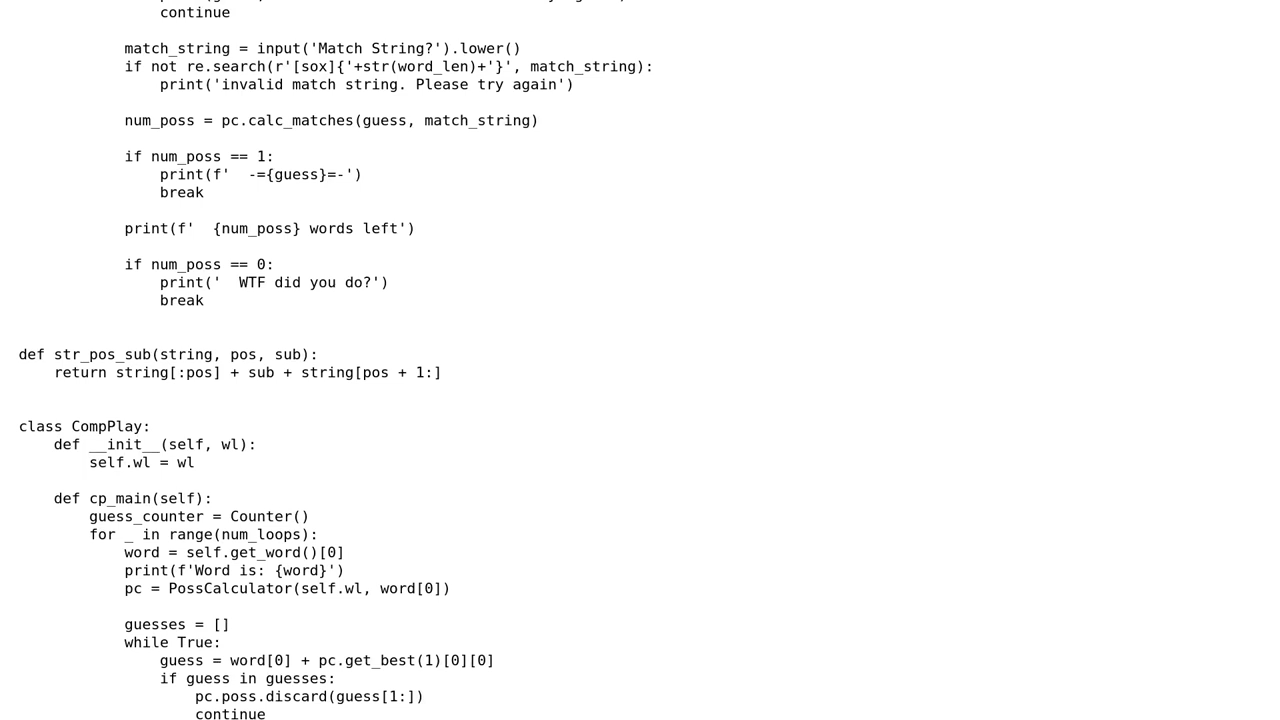 continue

            match_string = input('Match String?').lower()
            if not re.search(r'[sox]{'+str(word_len)+'}', match_string):
                print('invalid match string. Please try again')

            num_poss = pc.calc_matches(guess, match_string)

            if num_poss == 1:
                print(f'  -={guess}=-')
                break

            print(f'  {num_poss} words left')

            if num_poss == 0:
                print('  WTF did you do?')
                break


def str_pos_sub(string, pos, sub):
    return string[:pos] + sub + string[pos + 1:]


class CompPlay:
    def __init__(self, wl):
        self.wl = wl

    def cp_main(self):
        guess_counter = Counter()
        for _ in range(num_loops):
            word = self.get_word()[0]
            print(f'Word is: {word}')
            pc = PossCalculator(self.wl, word[0])

            guesses = []
            while True:
                guess = word[0] + pc.get_best(1)[0][0]
                if guess in guesses:
                    pc.poss.discard(guess[1:])
                    continue